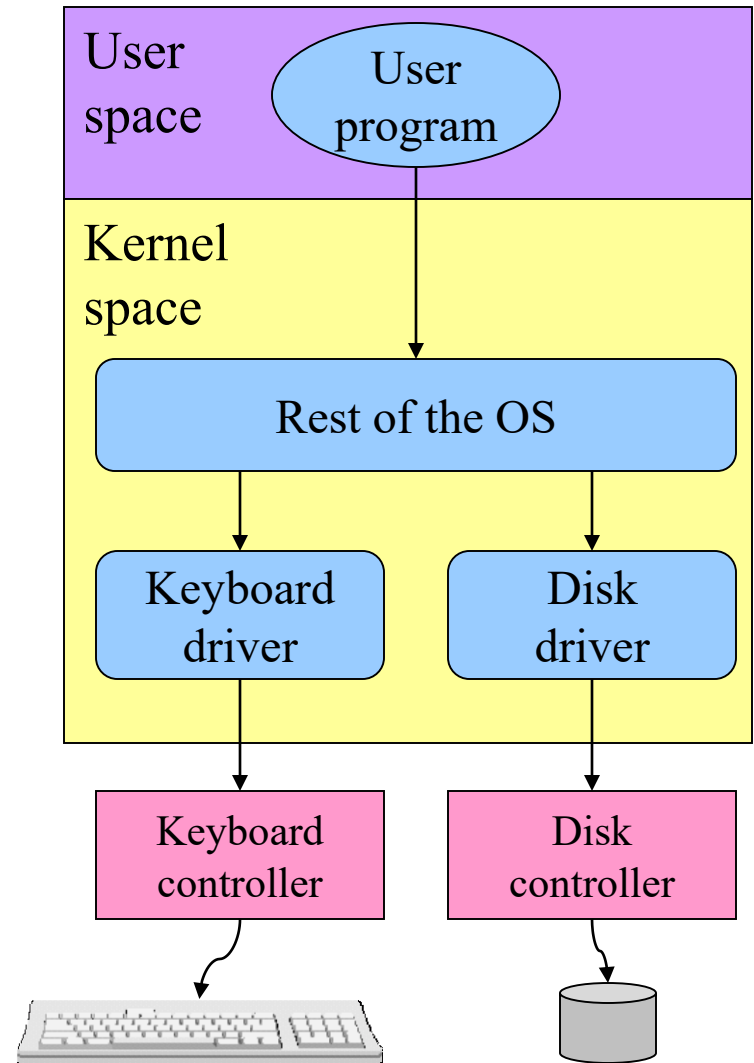 User
space
User
program
Kernel
space
Rest of the OS
Keyboard
driver
Disk
driver
Keyboard
controller
Disk
controller